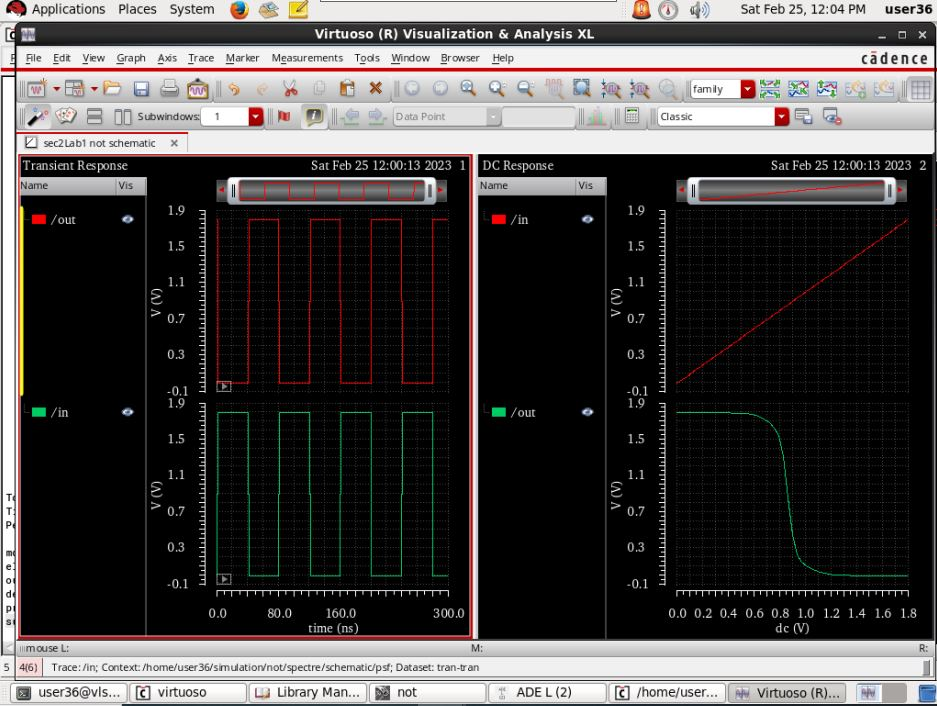 Applications Places System Sat Feb 25, 12:04 PM user36
Virtuoso (R) Visualization & Analysis XL
File Edit View Graph Axis Trace Marker Measurements Tools Window Browser Help cādence
family
Subwindows: 1 Data Point Classic
sec2Lab1 not schematic
Transient Response Sat Feb 25 12:00:13 2023 1
Name Vis
/out
1.9
1.5
1.1
0.7
0.3
-0.1
V (V)
/in
1.9
1.5
1.1
0.7
0.3
-0.1
V (V)
0.0 80.0 160.0 300.0
time (ns)
DC Response Sat Feb 25 12:00:13 2023 2
Name Vis
/in
1.9
1.5
1.1
0.7
0.3
-0.1
V (V)
/out
1.9
1.5
1.1
0.7
0.3
-0.1
V (V)
0.0 0.2 0.4 0.6 0.8 1.0 1.2 1.4 1.6 1.8
dc (V)
mouse L: M: R:
5 4(6) Trace: /in; Context: /home/user36/simulation/not/spectre/schematic/psf; Dataset: tran-tran
user36@vls... virtuoso Library Man... not ADE L (2) /home/user... Virtuoso (R)...